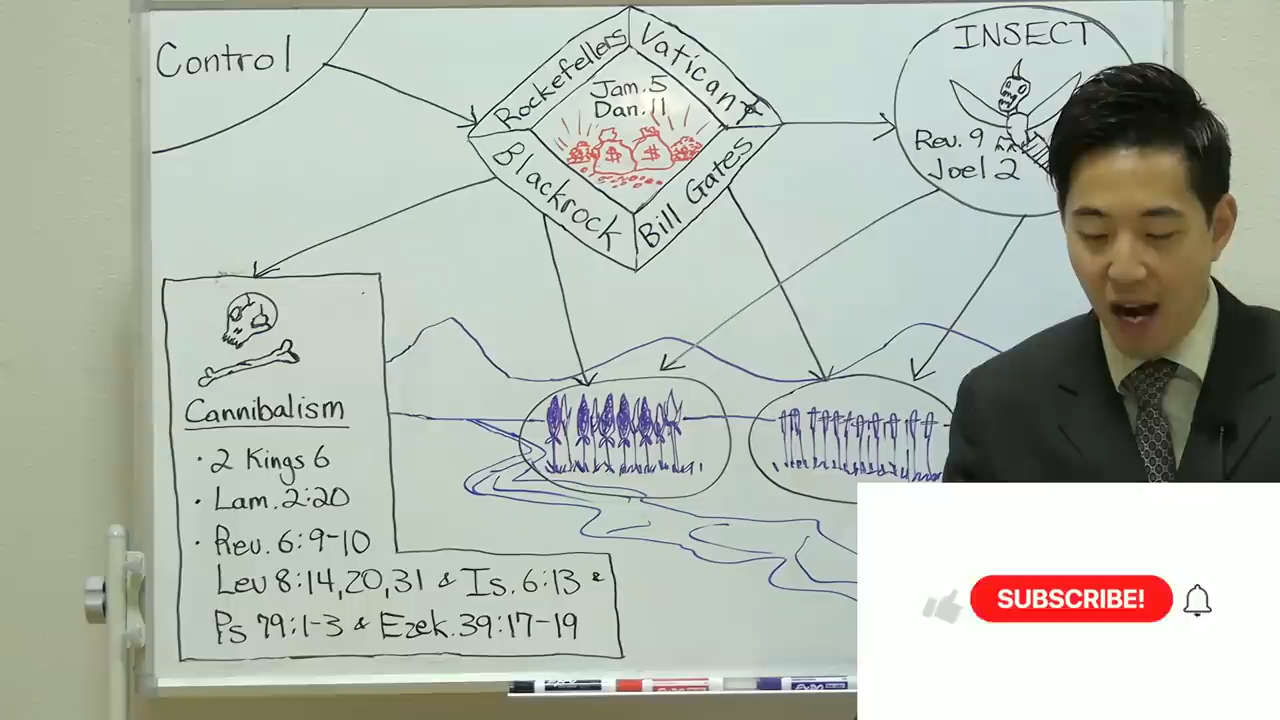 Control
Rockefellers
Vatican
Jam. 5
Dan. 11
$ $
Blackrock
Bill Gates
INSECT
Rev. 9
Joel 2
Cannibalism
· 2 Kings 6
· Lam. 2:20
· Rev. 6:9-10
Lev 8:14,20,31 & Is. 6:13 &
Ps 79:1-3 & Ezek. 39:17-19
SUBSCRIBE!
EXPO